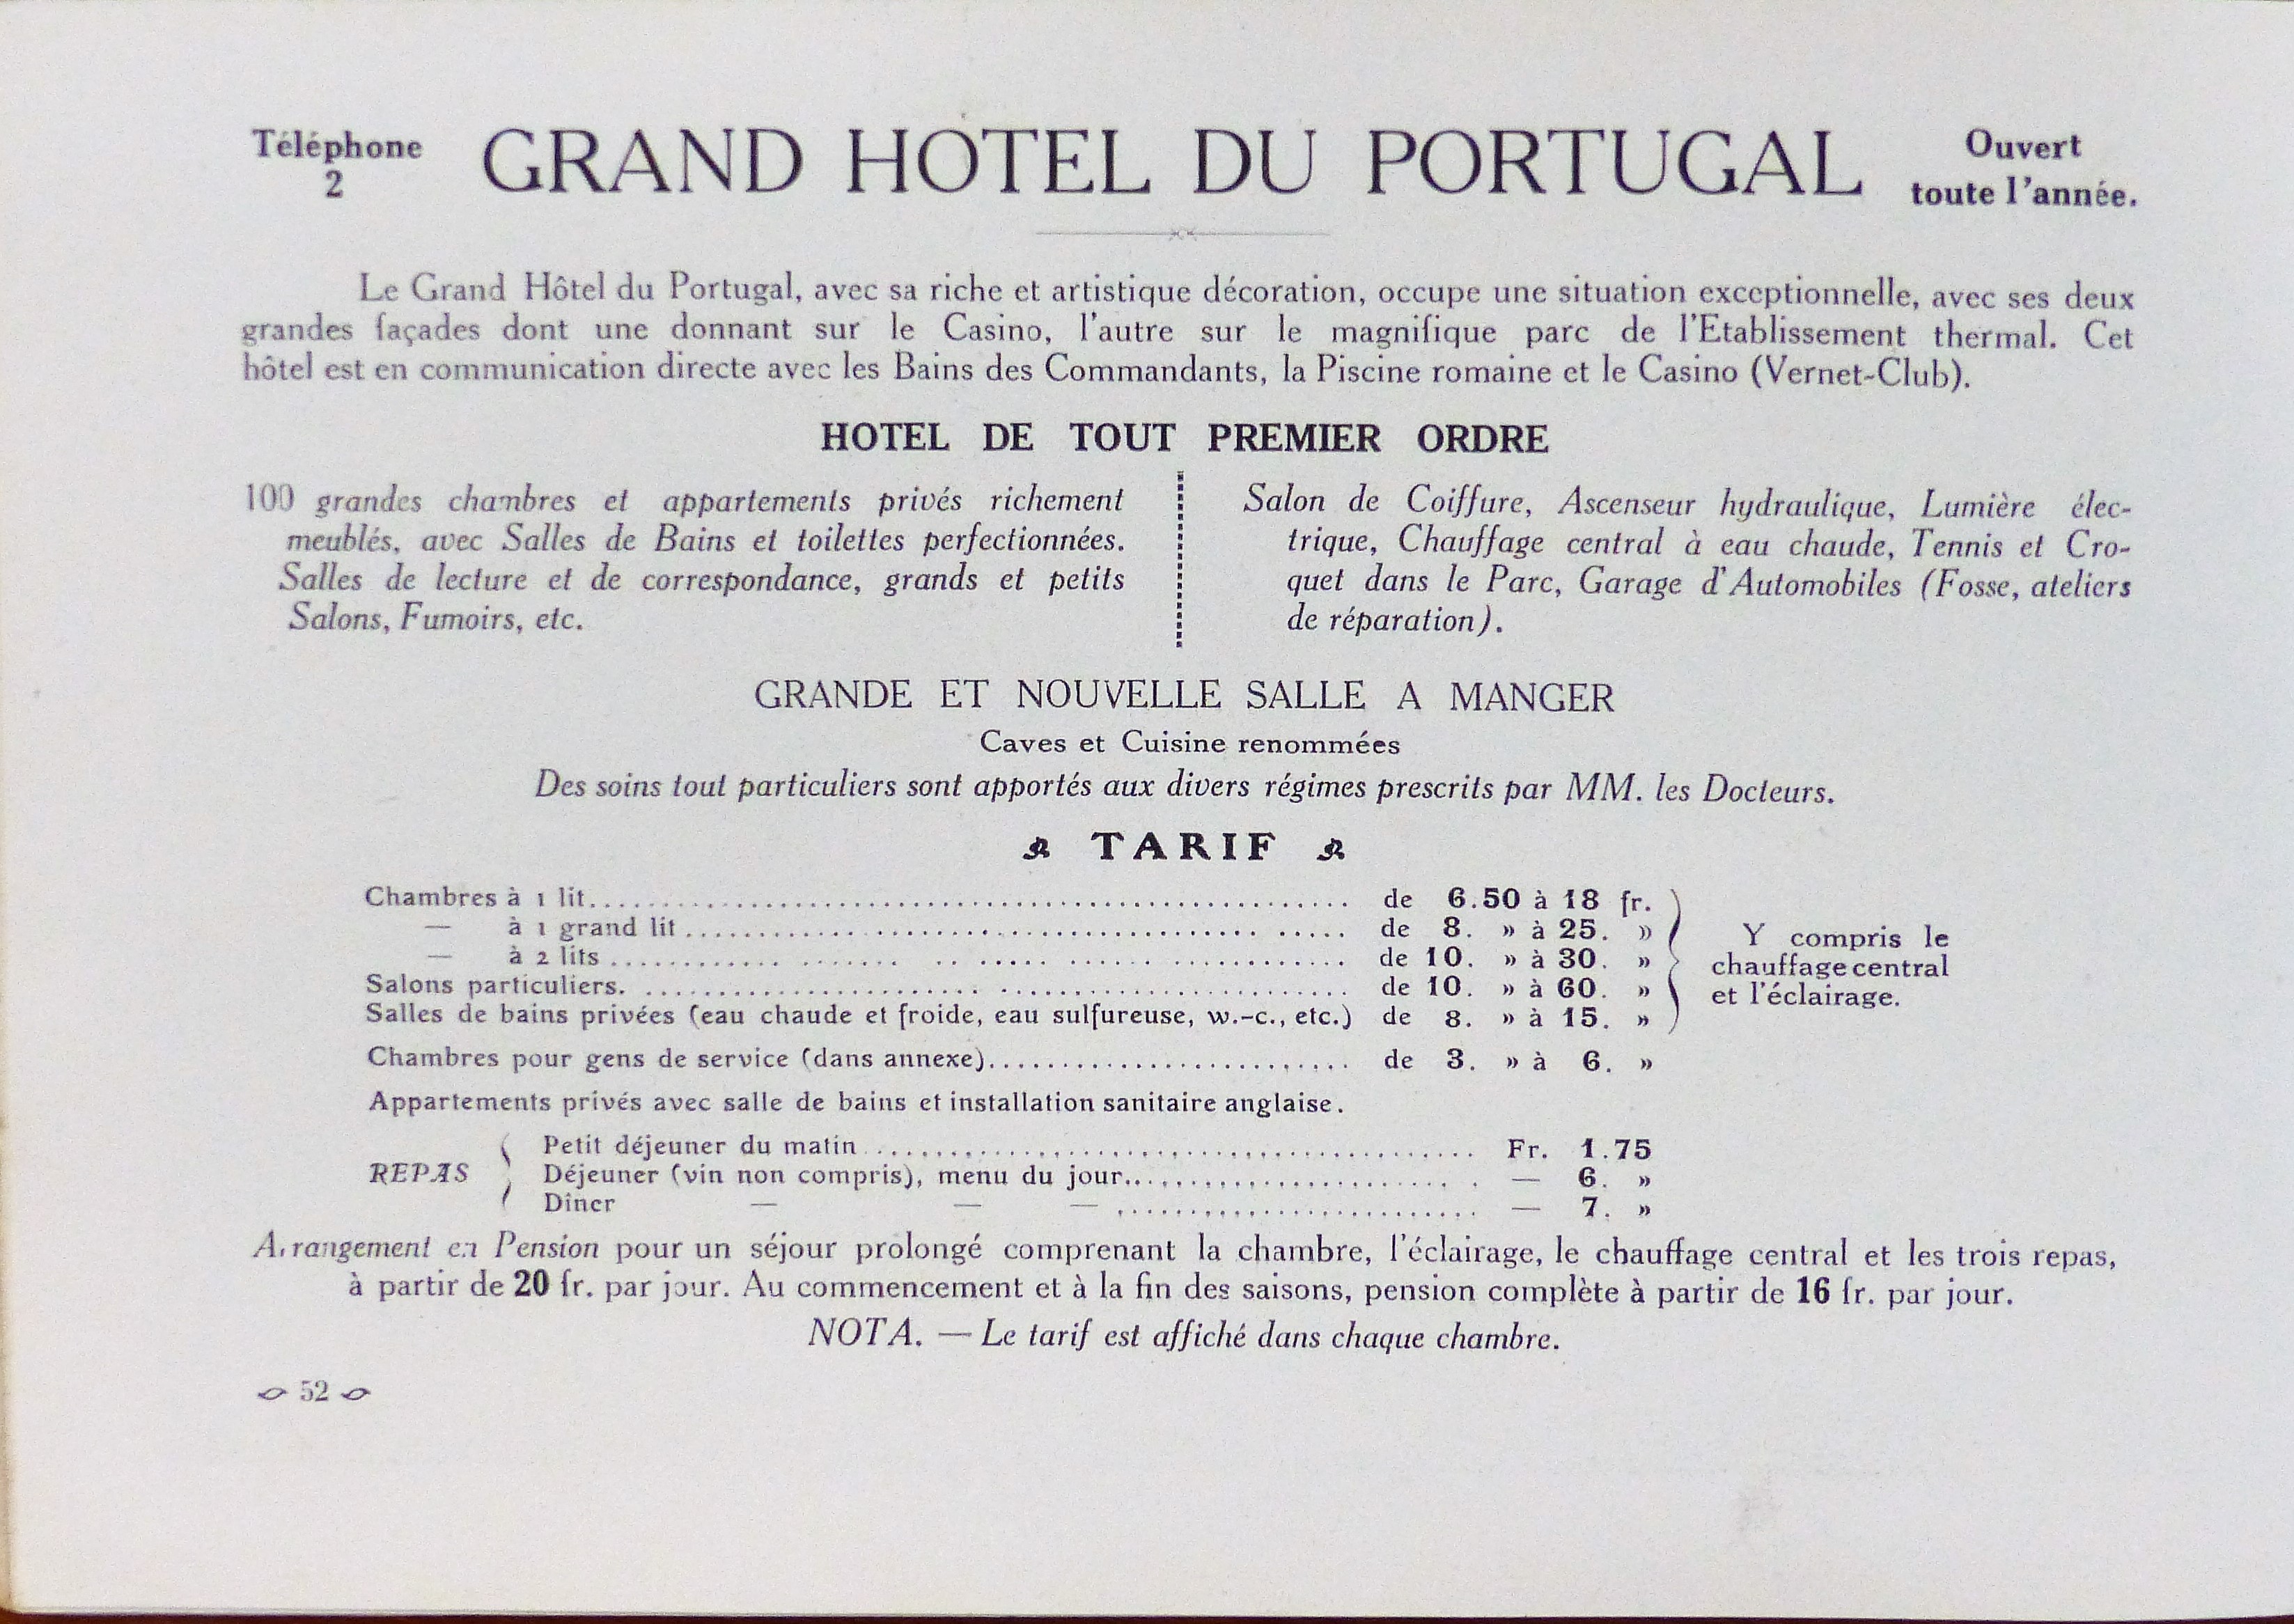 Téléphone
2
GRAND HOTEL DU PORTUGAL
Ouvert
toute l'année.
Le Grand Hôtel du Portugal, avec sa riche et artistique décoration, occupe une situation exceptionnelle, avec ses deux
grandes façades dont une donnant sur le Casino, l'autre sur le magnifique parc de l'Etablissement thermal. Cet
hôtel est en communication directe avec les Bains des Commandants, la Piscine romaine et le Casino (Vernet-Club).
HOTEL DE TOUT PREMIER ORDRE
100 grandes chambres et appartements privés richement
meublés, avec Salles de Bains et toilettes perfectionnées.
Salles de lecture et de correspondance, grands et petits
Salons, Fumoirs, etc.
Salon de Coiffure, Ascenseur hydraulique, Lumière élec-
trique, Chauffage central à eau chaude, Tennis et Cro-
quet dans le Parc, Garage d'Automobiles (Fosse, ateliers
de réparation).
GRANDE ET NOUVELLE SALLE A MANGER
Caves et Cuisine renommées
Des soins tout particuliers sont apportés aux divers régimes prescrits par MM. les Docteurs.
TARIF
Chambres à 1 lit.......... de 6.50 à 18 fr.
— à 1 grand lit.......... de 8. » à 25. »
— à 2 lits.......... de 10. » à 30. »
Salons particuliers. .......... de 10. » à 60. »
Salles de bains privées (eau chaude et froide, eau sulfureuse, w.-c., etc.) de 8. » à 15. »
Y compris le
chauffage central
et l'éclairage.
Chambres pour gens de service (dans annexe).......... de 3. » à 6. »
Appartements privés avec salle de bains et installation sanitaire anglaise.
REPAS
Petit déjeuner du matin.......... Fr. 1.75
Déjeuner (vin non compris), menu du jour.......... — 6. »
Dîner — — — .......... — 7. »
Arrangement en Pension pour un séjour prolongé comprenant la chambre, l'éclairage, le chauffage central et les trois repas,
à partir de 20 fr. par jour. Au commencement et à la fin des saisons, pension complète à partir de 16 fr. par jour.
NOTA. — Le tarif est affiché dans chaque chambre.
52